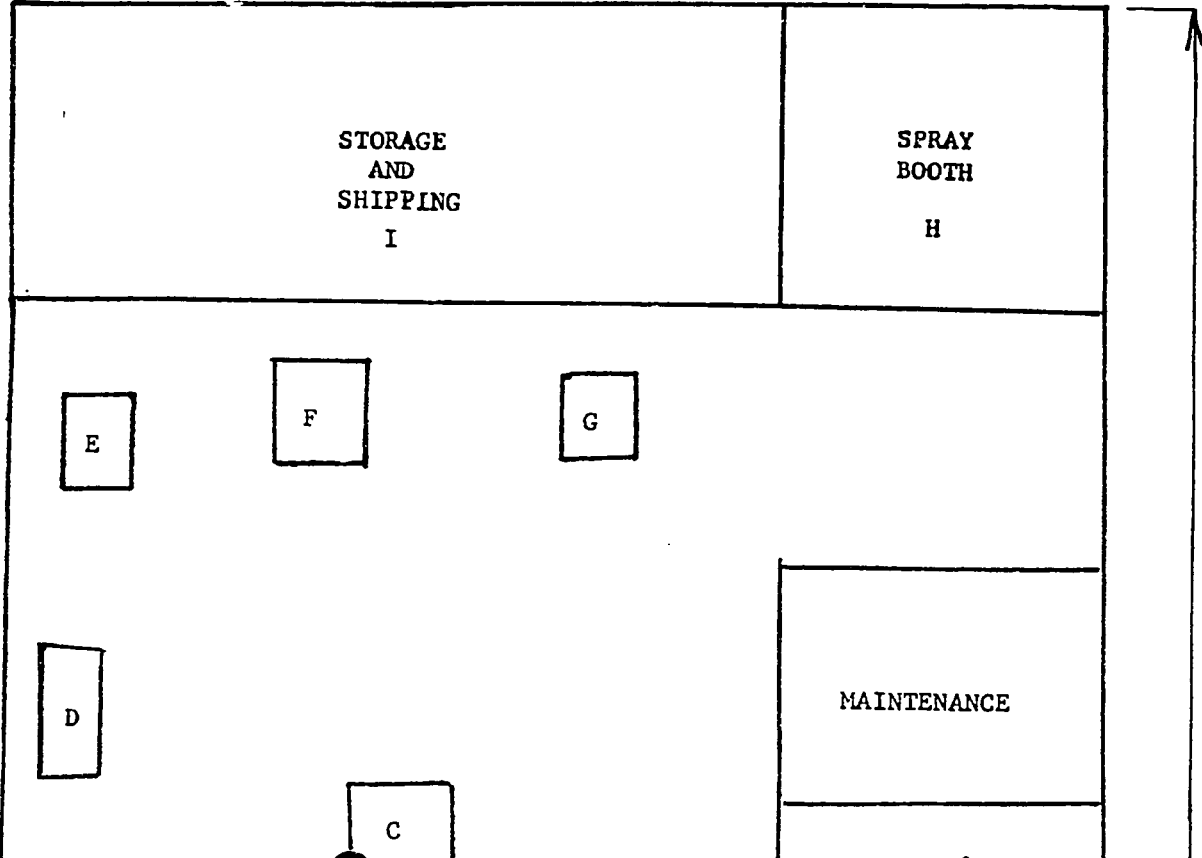 STORAGE
AND
SHIPPING
I
SPRAY
BOOTH
H
E
F
G
D
MAINTENANCE
C